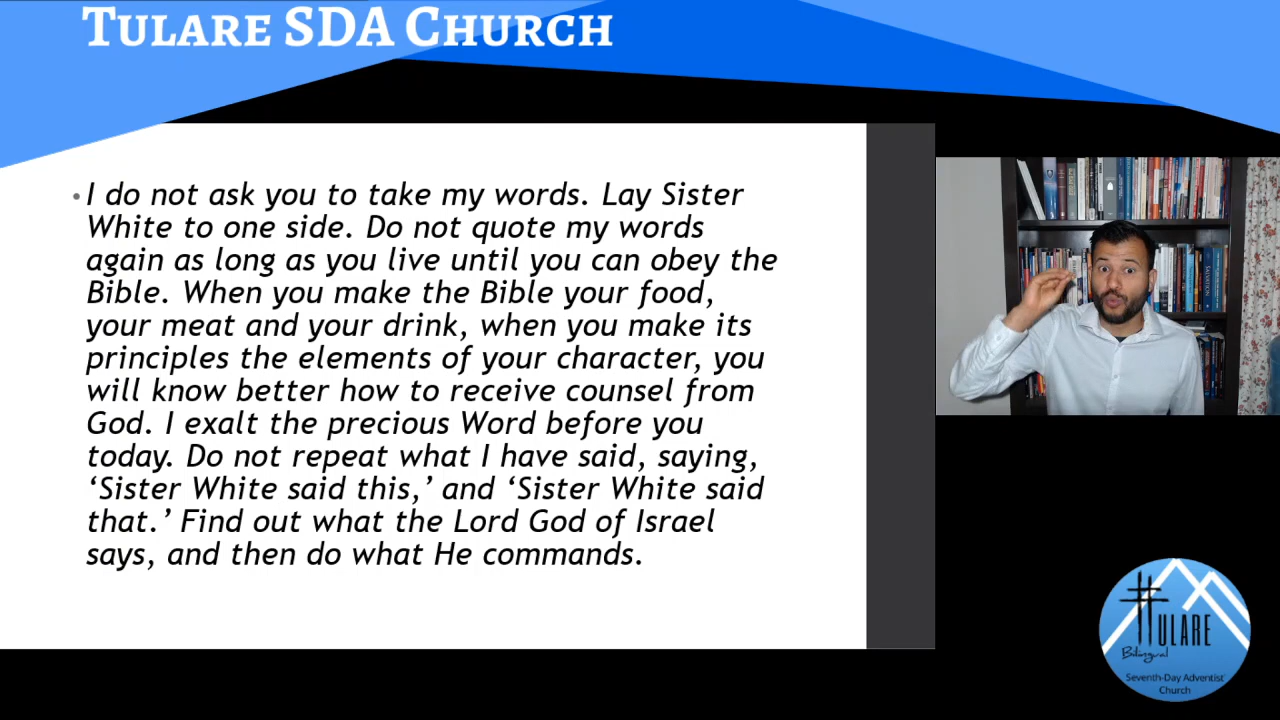 Tulare SDA Church
• I do not ask you to take my words. Lay Sister
White to one side. Do not quote my words
again as long as you live until you can obey the
Bible. When you make the Bible your food,
your meat and your drink, when you make its
principles the elements of your character, you
will know better how to receive counsel from
God. I exalt the precious Word before you
today. Do not repeat what I have said, saying,
‘Sister White said this,’ and ‘Sister White said
that.’ Find out what the Lord God of Israel
says, and then do what He commands.
SALVATION
TULARE
Bilingual
Seventh-Day Adventist
Church